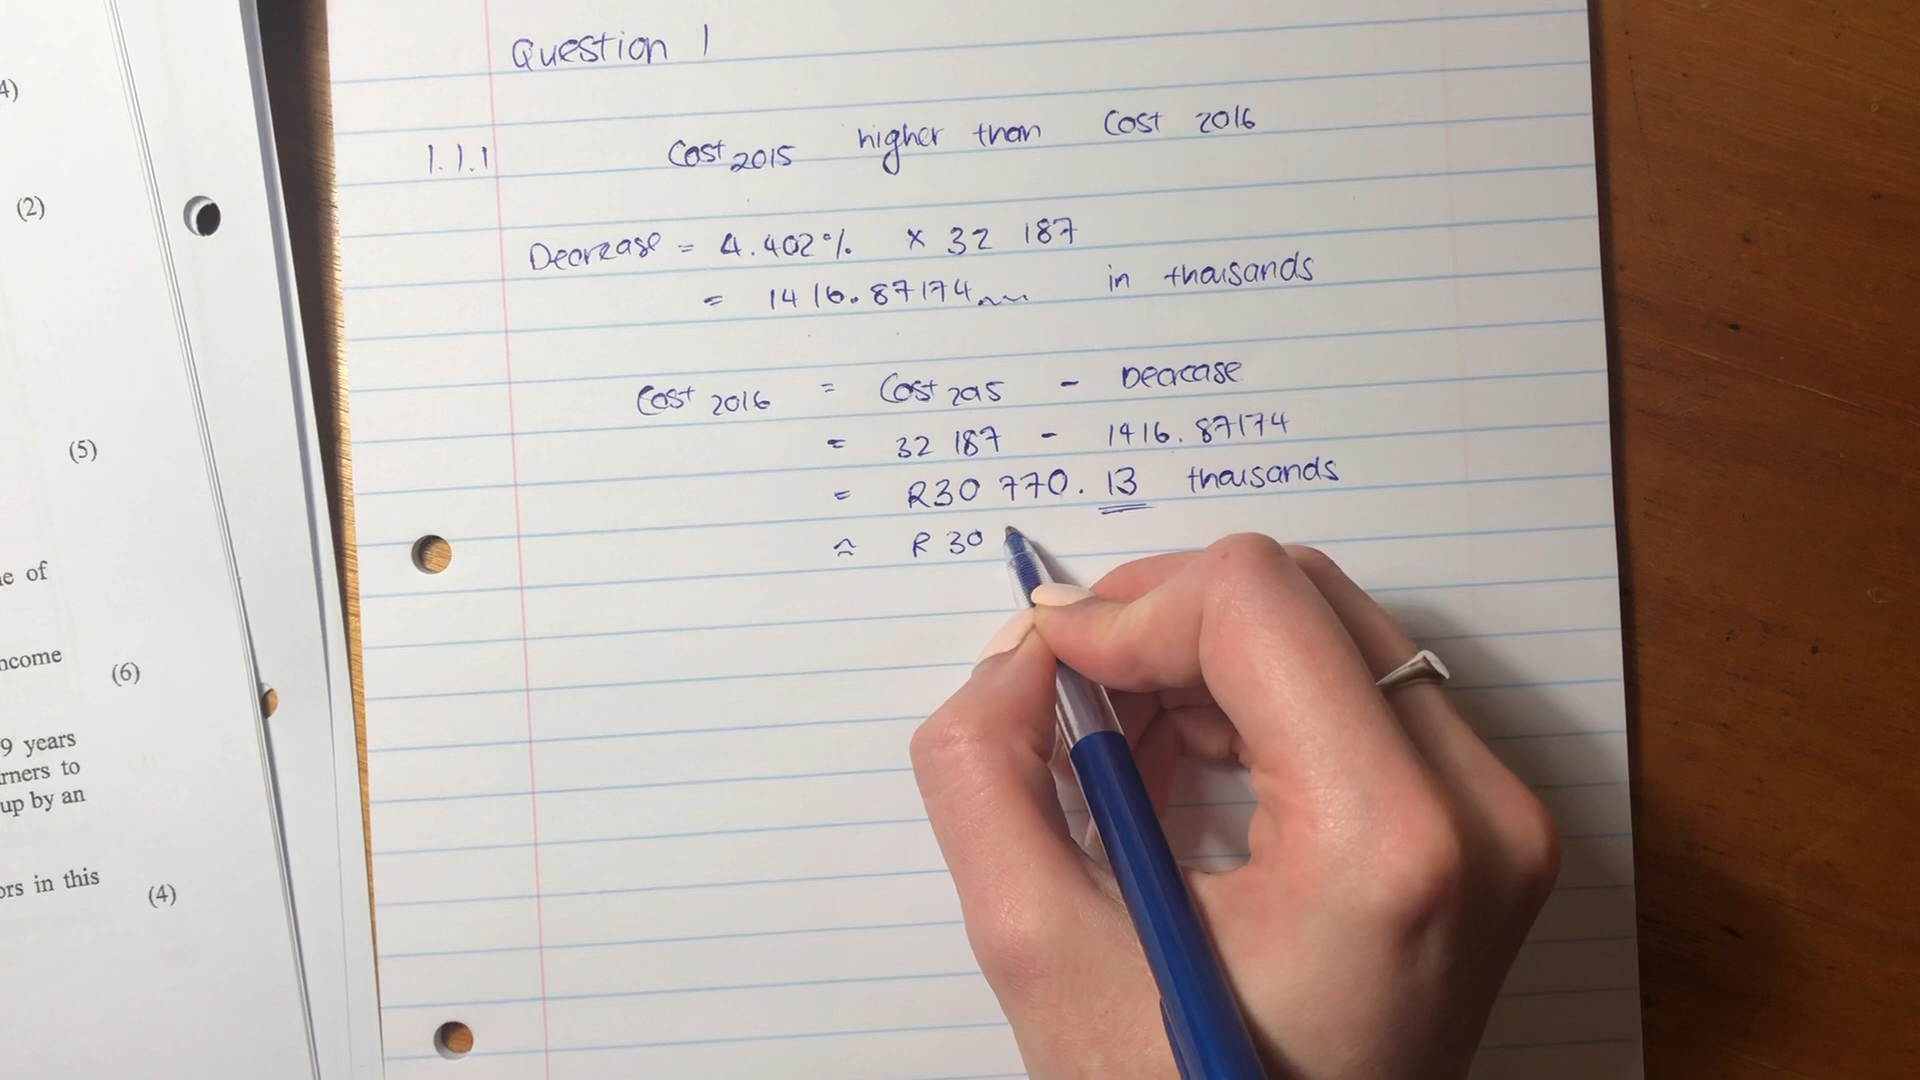 4)
(2)
(5)
e of
ncome
(6)
9 years
rners to
up by an
ors in this
(4)
Question 1
1.1.1 Cost 2015 higher than Cost 2016
Decrease = 4.402% × 32 187
= 1416.87174 in thousands
Cost 2016 = Cost 2015 - Decrease
= 32 187 - 1416.87174
= R30 770.13 thousands
≈ R 30